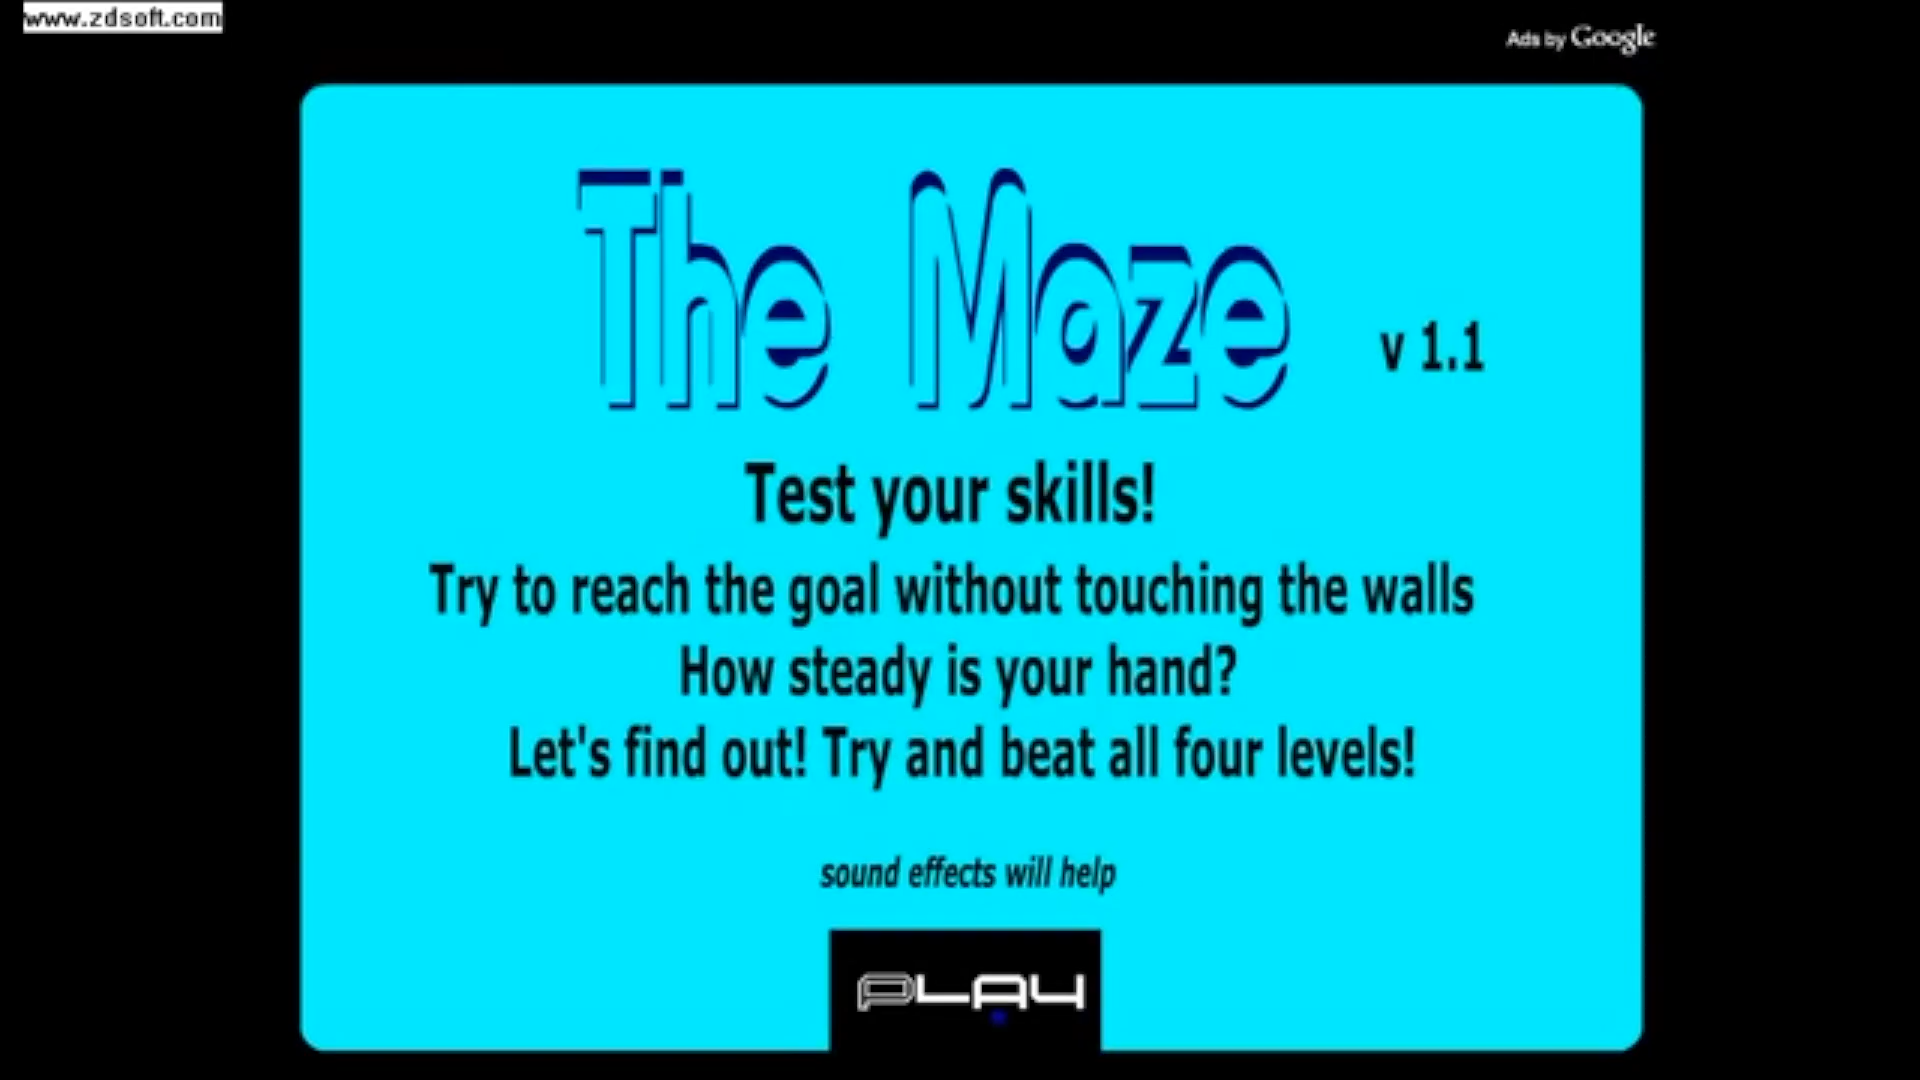 www.zdsoft.com
Ads by Google
The Maze
v 1.1
Test your skills!
Try to reach the goal without touching the walls
How steady is your hand?
Let's find out! Try and beat all four levels!
sound effects will help
PLAY